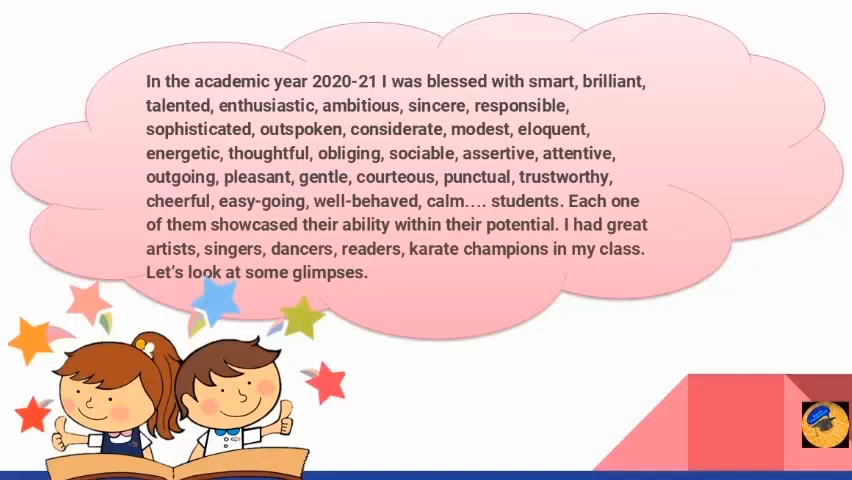 In the academic year 2020-21 I was blessed with smart, brilliant,
talented, enthusiastic, ambitious, sincere, responsible,
sophisticated, outspoken, considerate, modest, eloquent,
energetic, thoughtful, obliging, sociable, assertive, attentive,
outgoing, pleasant, gentle, courteous, punctual, trustworthy,
cheerful, easy-going, well-behaved, calm.... students. Each one
of them showcased their ability within their potential. I had great
artists, singers, dancers, readers, karate champions in my class.
Let's look at some glimpses.